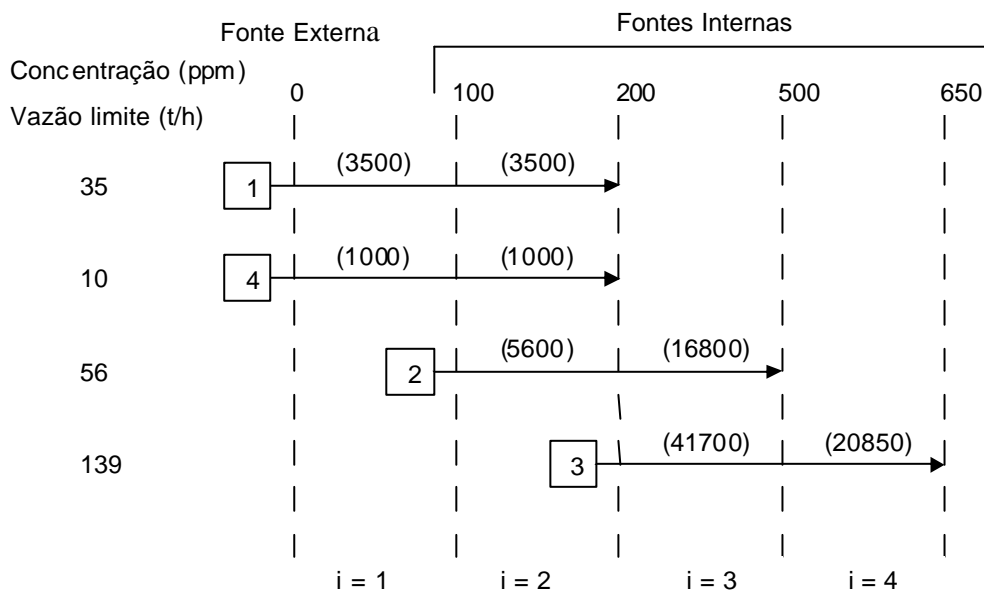 Fonte Externa
Fontes Internas
Concentração (ppm)
0 100 200 500 650
Vazão limite (t/h)
35 1 (3500) (3500)
10 4 (1000) (1000)
56 2 (5600) (16800)
139 3 (41700) (20850)
i = 1 i = 2 i = 3 i = 4